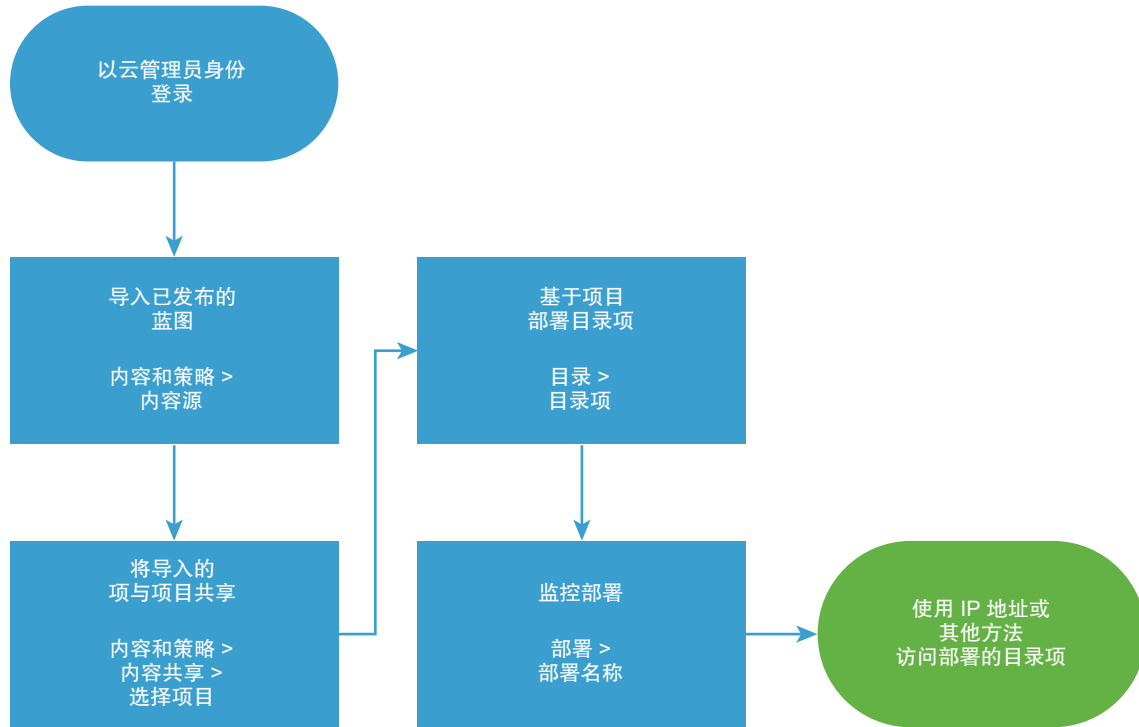 以云管理员身份
登录
导入已发布的
蓝图
内容和策略 >
内容源
将导入的
项与项目共享
内容和策略 >
内容共享 >
选择项目
基于项目
部署目录项
目录 >
目录项
监控部署
部署 >
部署名称
使用 IP 地址或
其他方法
访问部署的目录项